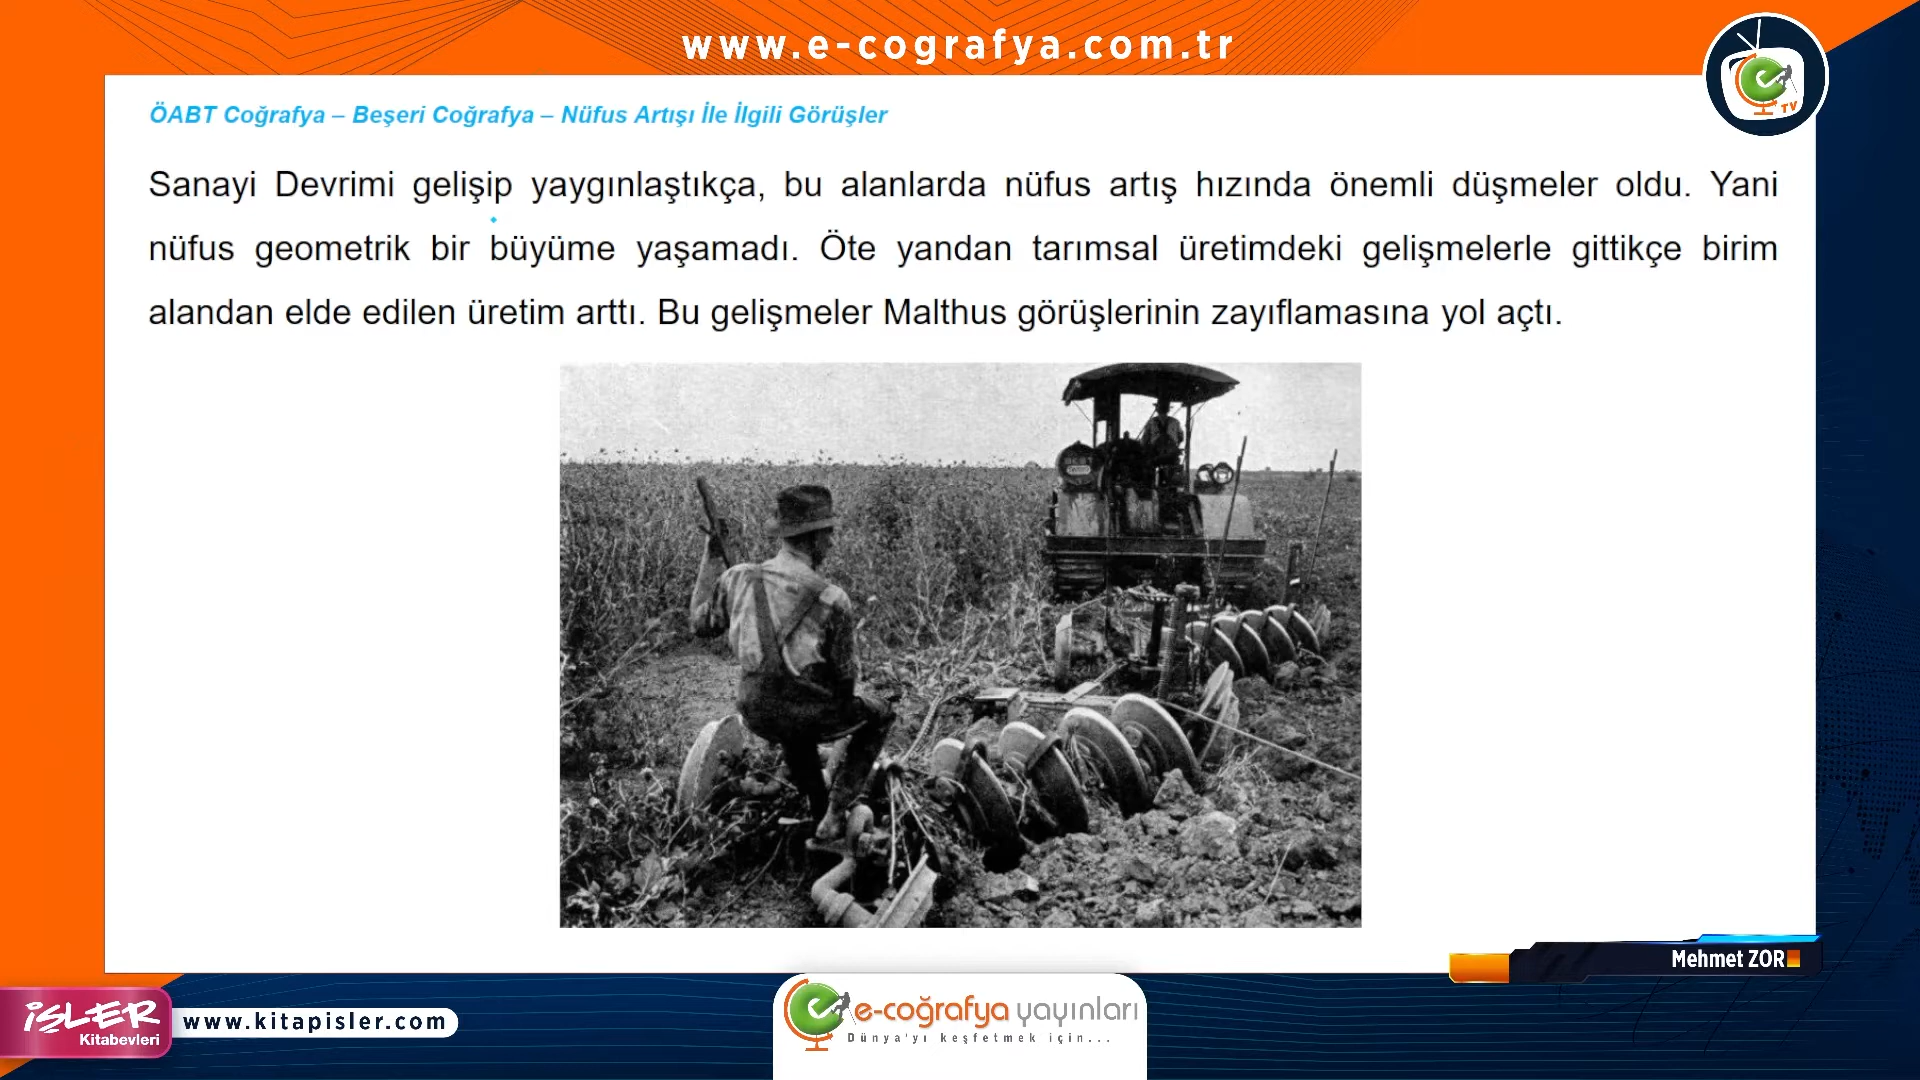 www.e-cografya.com.tr
TV
ÖABT Coğrafya – Beşeri Coğrafya – Nüfus Artışı İle İlgili Görüşler
Sanayi Devrimi gelişip yaygınlaştıkça, bu alanlarda nüfus artış hızında önemli düşmeler oldu. Yani
nüfus geometrik bir büyüme yaşamadı. Öte yandan tarımsal üretimdeki gelişmelerle gittikçe birim
alandan elde edilen üretim arttı. Bu gelişmeler Malthus görüşlerinin zayıflamasına yol açtı.
Mehmet ZOR
işLER
Kitabevleri
www.kitapisler.com
e-coğrafya yayınları
Dünya'yı keşfetmek için...